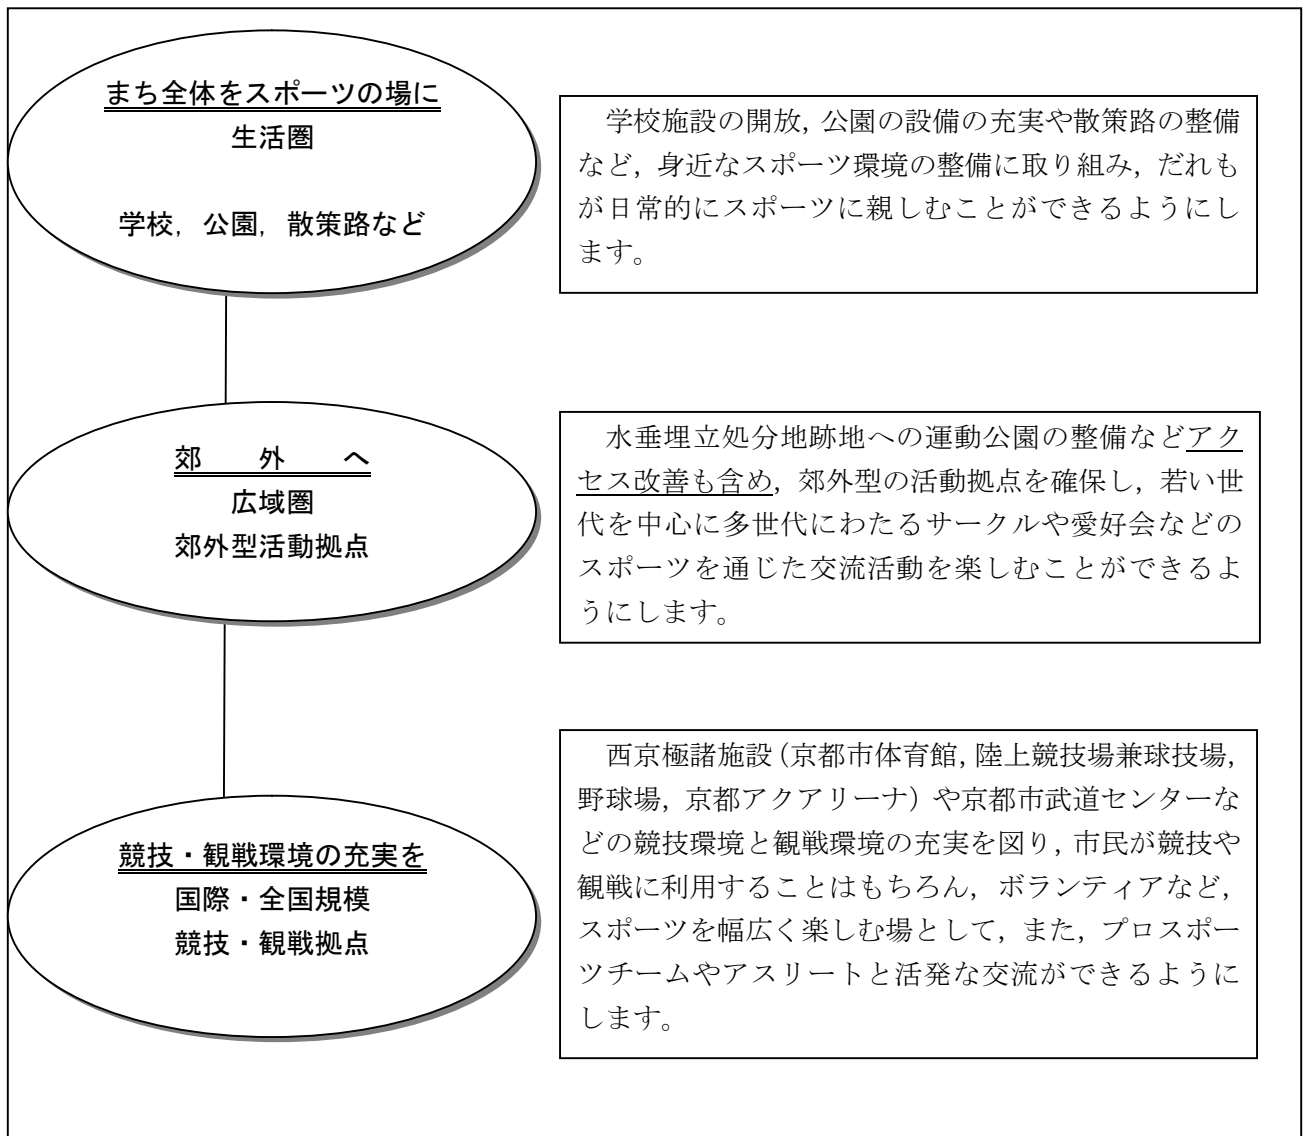 まち全体をスポーツの場に
生活圏
学校，公園，散策路など
学校施設の開放，公園の設備の充実や散策路の整備
など，身近なスポーツ環境の整備に取り組み，だれも
が日常的にスポーツに親しむことができるようにし
ます。
郊　外　へ
広域圏
郊外型活動拠点
水垂埋立処分地跡地への運動公園の整備などアク
セス改善も含め，郊外型の活動拠点を確保し，若い世
代を中心に多世代にわたるサークルや愛好会などの
スポーツを通じた交流活動を楽しむことができるよ
うにします。
競技・観戦環境の充実を
国際・全国規模
競技・観戦拠点
西京極諸施設（京都市体育館，陸上競技場兼球技場，
野球場，京都アクアリーナ）や京都市武道センターな
どの競技環境と観戦環境の充実を図り，市民が競技や
観戦に利用することはもちろん，ボランティアなど，
スポーツを幅広く楽しむ場として，また，プロスポー
ツチームやアスリートと活発な交流ができるように
します。